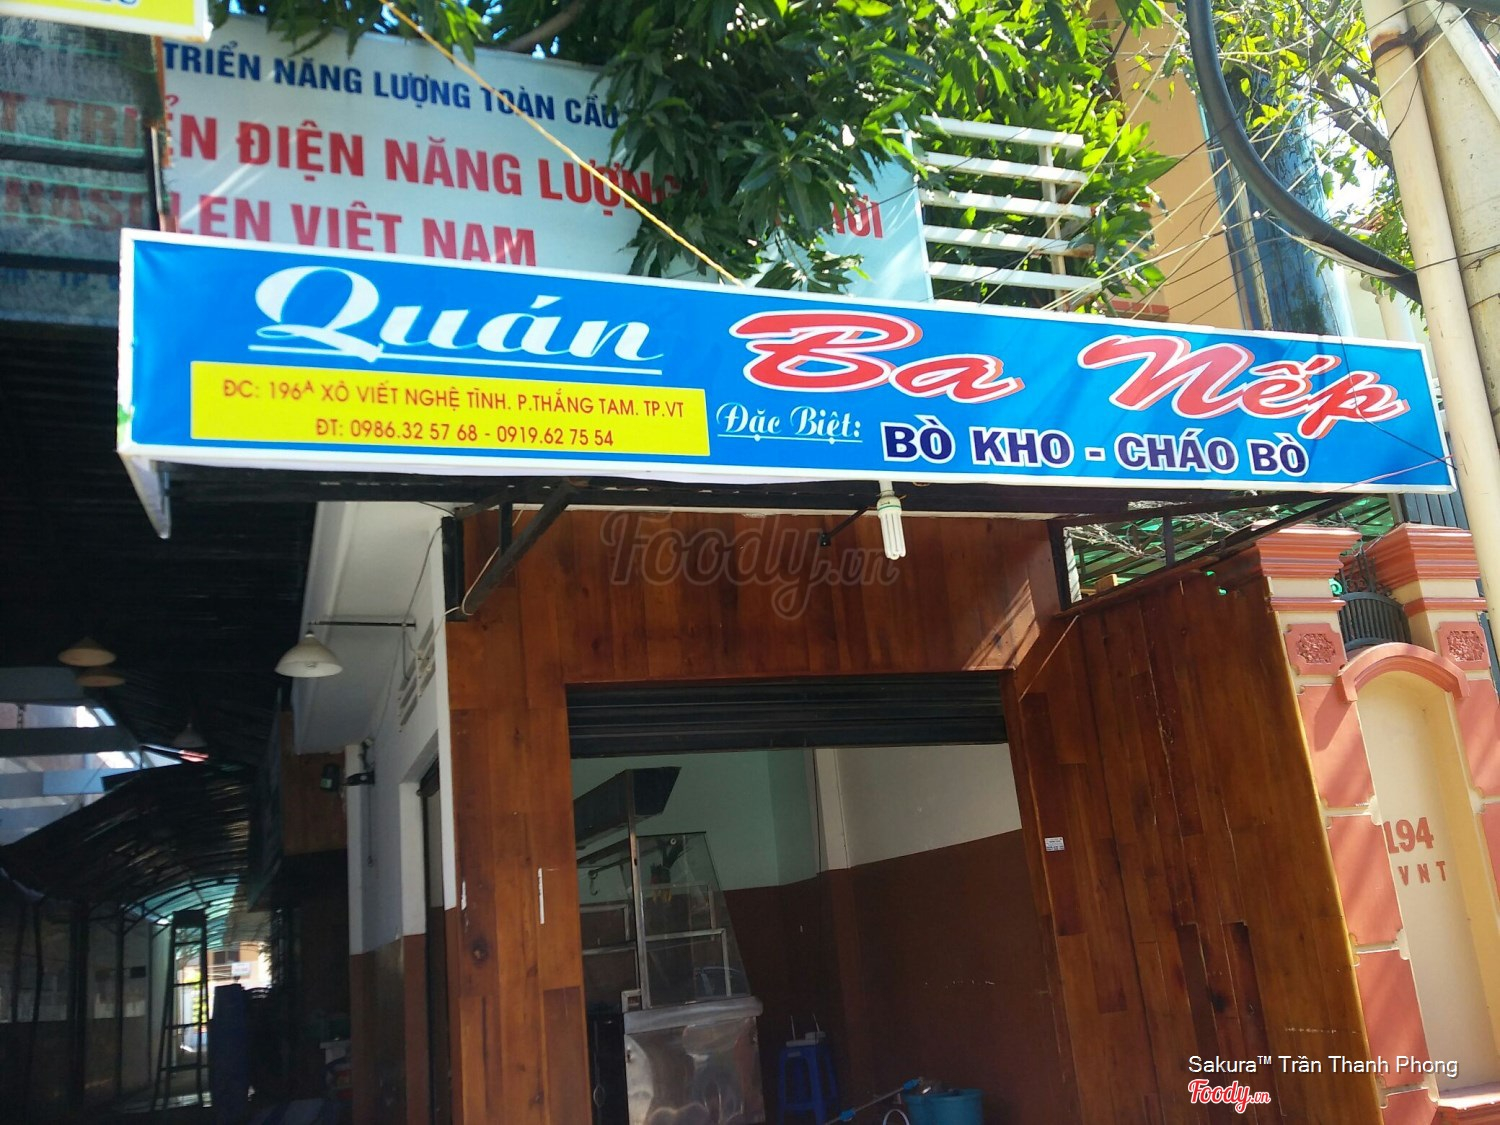 TRIỂN NĂNG LƯỢNG TOÀN CẦU
TRIỂN ĐIỆN NĂNG LƯỢNG
VIỆT NAM
Quán Ba Nếp
ĐC: 196A XÔ VIẾT NGHỆ TĨNH. P.THẮNG TAM. TP.VT
ĐT: 0986.32 57 68 - 0919.62 75 54
Đặc Biệt: BÒ KHO - CHÁO BÒ
Foody.vn
194
VNT
Sakura™ Trần Thanh Phong
Foody.vn